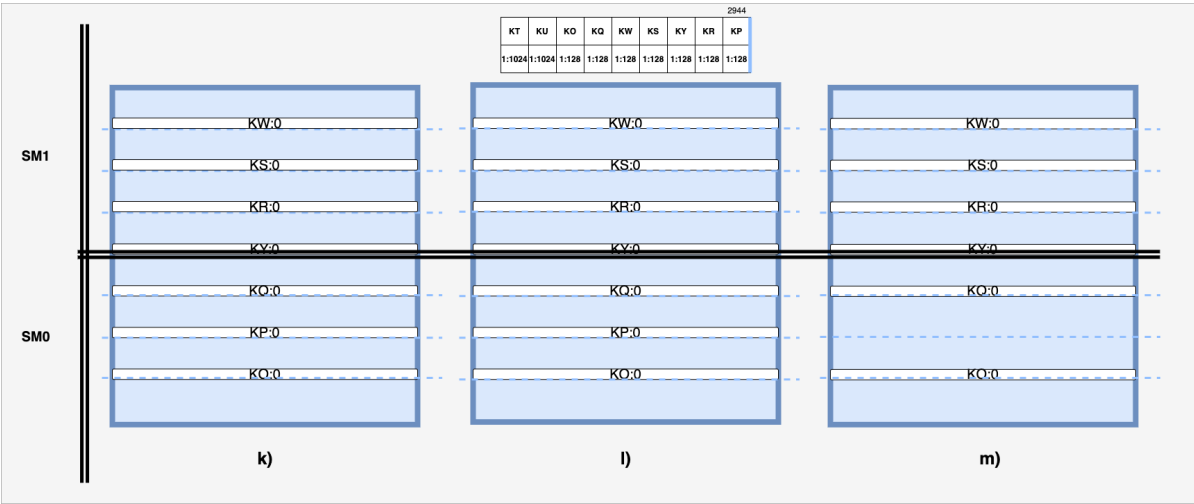 2944
KT KU KO KQ KW KS KY KR KP
1:1024 1:1024 1:128 1:128 1:128 1:128 1:128 1:128 1:128
KW:0 KW:0 KW:0
SM1
KS:0 KS:0 KS:0
KR:0 KR:0 KR:0
KY:0 KY:0 KY:0
KQ:0 KQ:0 KQ:0
SM0
KP:0 KP:0
KO:0 KO:0 KO:0
k) l) m)